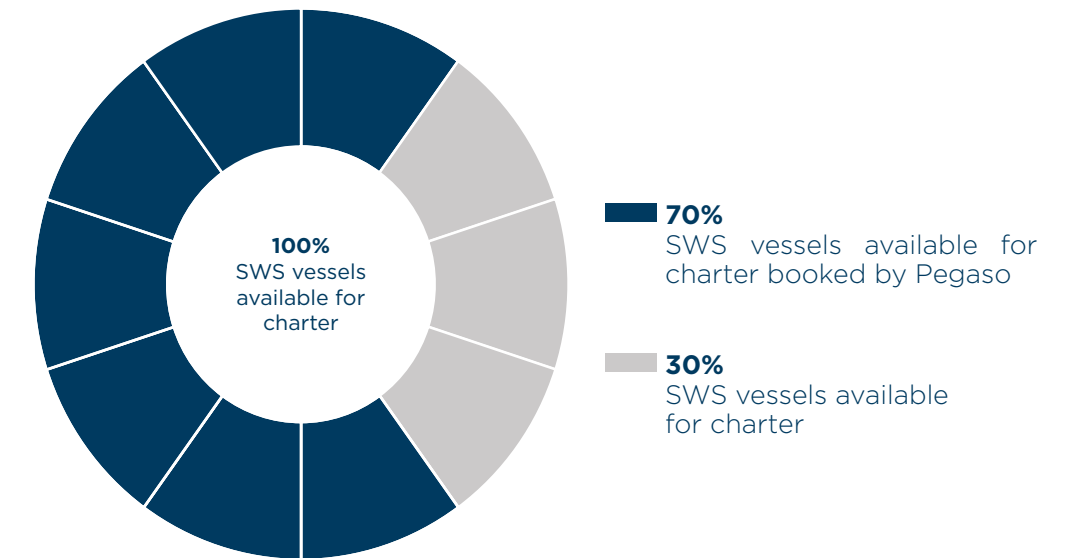 100%
SWS vessels
available for
charter
70%
SWS vessels available for
charter booked by Pegaso
30%
SWS vessels available
for charter